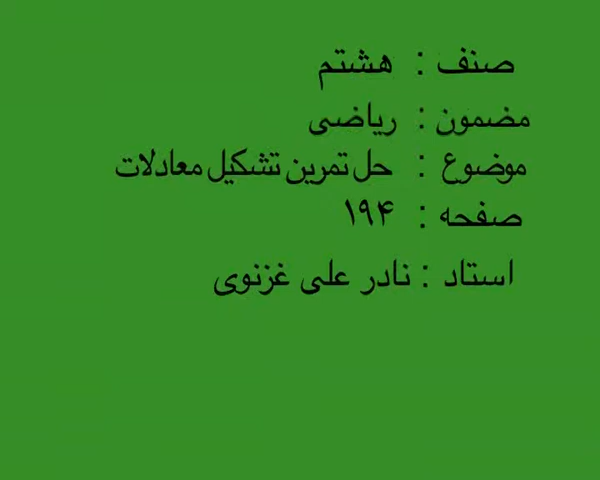 صنف : هشتم
مضمون : ریاضی
موضوع : حل تمرین تشکیل معادلات
صفحه : ۱۹۴
استاد : نادر علی غزنوی